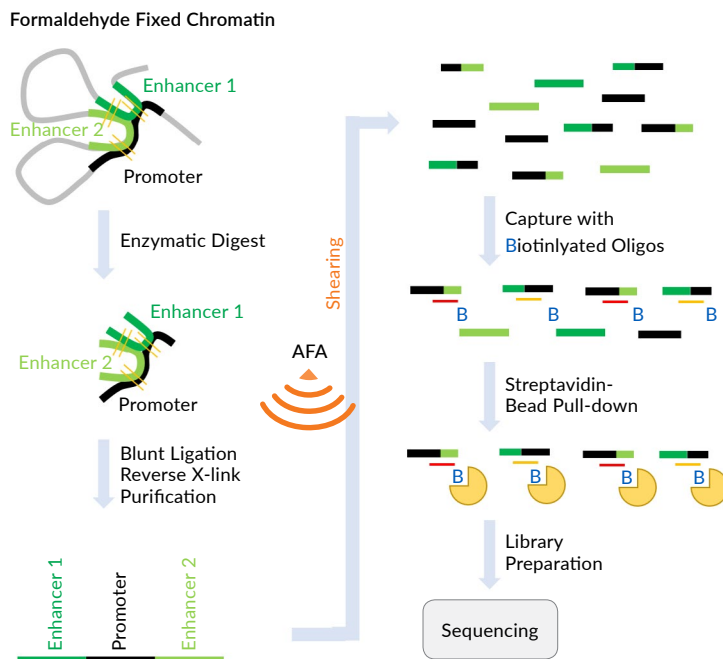 Formaldehyde Fixed Chromatin
Enhancer 1
Enhancer 2
Promoter
Enzymatic Digest
Enhancer 1
Enhancer 2
Promoter
Blunt Ligation
Reverse X-link
Purification
Enhancer 1
Promoter
Enhancer 2
AFA
Shearing
Capture with
Biotinlyated Oligos
B
B
B
B
Streptavidin-
Bead Pull-down
B
B
B
B
Library
Preparation
Sequencing